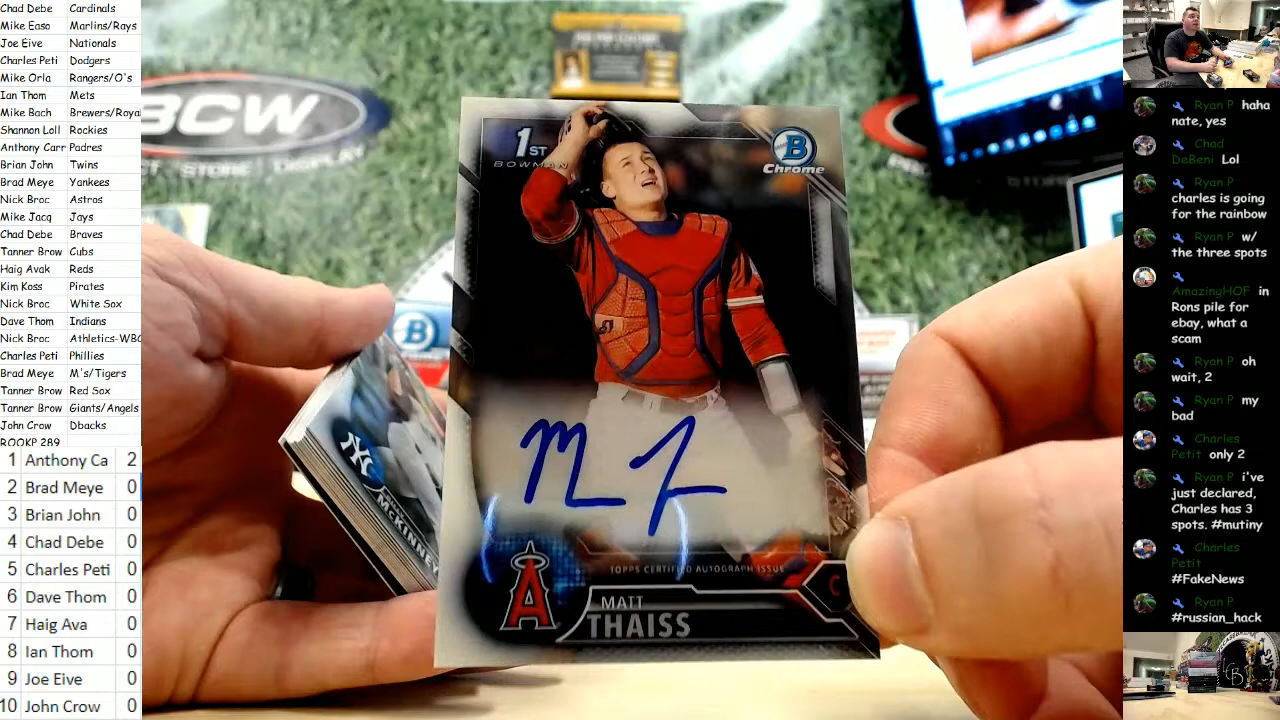 Chad Debe Cardinals
Mike Easo Marlins/Rays
Joe Eive Nationals
Charles Peti Dodgers
Mike Orla Rangers/O's
Ian Thom Mets
Mike Bach Brewers/Roya
Shannon Loll Rockies
Anthony Carr Padres
Brian John Twins
Brad Meye Yankees
Nick Broc Astros
Mike Jacq Jays
Chad Debe Braves
Tanner Brow Cubs
Haig Avak Reds
Kim Koss Pirates
Nick Broc White Sox
Dave Thom Indians
Nick Broc Athletics-WBC
Charles Peti Phillies
Brad Meye M's/Tigers
Tanner Brow Red Sox
Tanner Brow Giants/Angels
John Crow Dbacks
1 Anthony Ca 2
2 Brad Meye 0
3 Brian John 0
4 Chad Debe 0
5 Charles Peti 0
6 Dave Thom 0
7 Haig Ava 0
8 Ian Thom 0
9 Joe Eive 0
10 John Crow 0
BCW
1ST
BOWMAN
B
Chrome
B
NY
McKINNEY
A
TOPPS CERTIFIED AUTOGRAPH ISSUE
C
MATT
THAISS
Ryan P haha
nate, yes
Chad
DeBeni Lol
Ryan P
charles is going
for the rainbow
Ryan P w/
the three spots
AmazingHOF in
Rons pile for
ebay, what a
scam
Ryan P oh
wait, 2
Ryan P my
bad
Charles
Petit only 2
Ryan P i've
just declared,
Charles has 3
spots. #mutiny
Charles
Petit
#FakeNews
Ryan P
#russian_hack